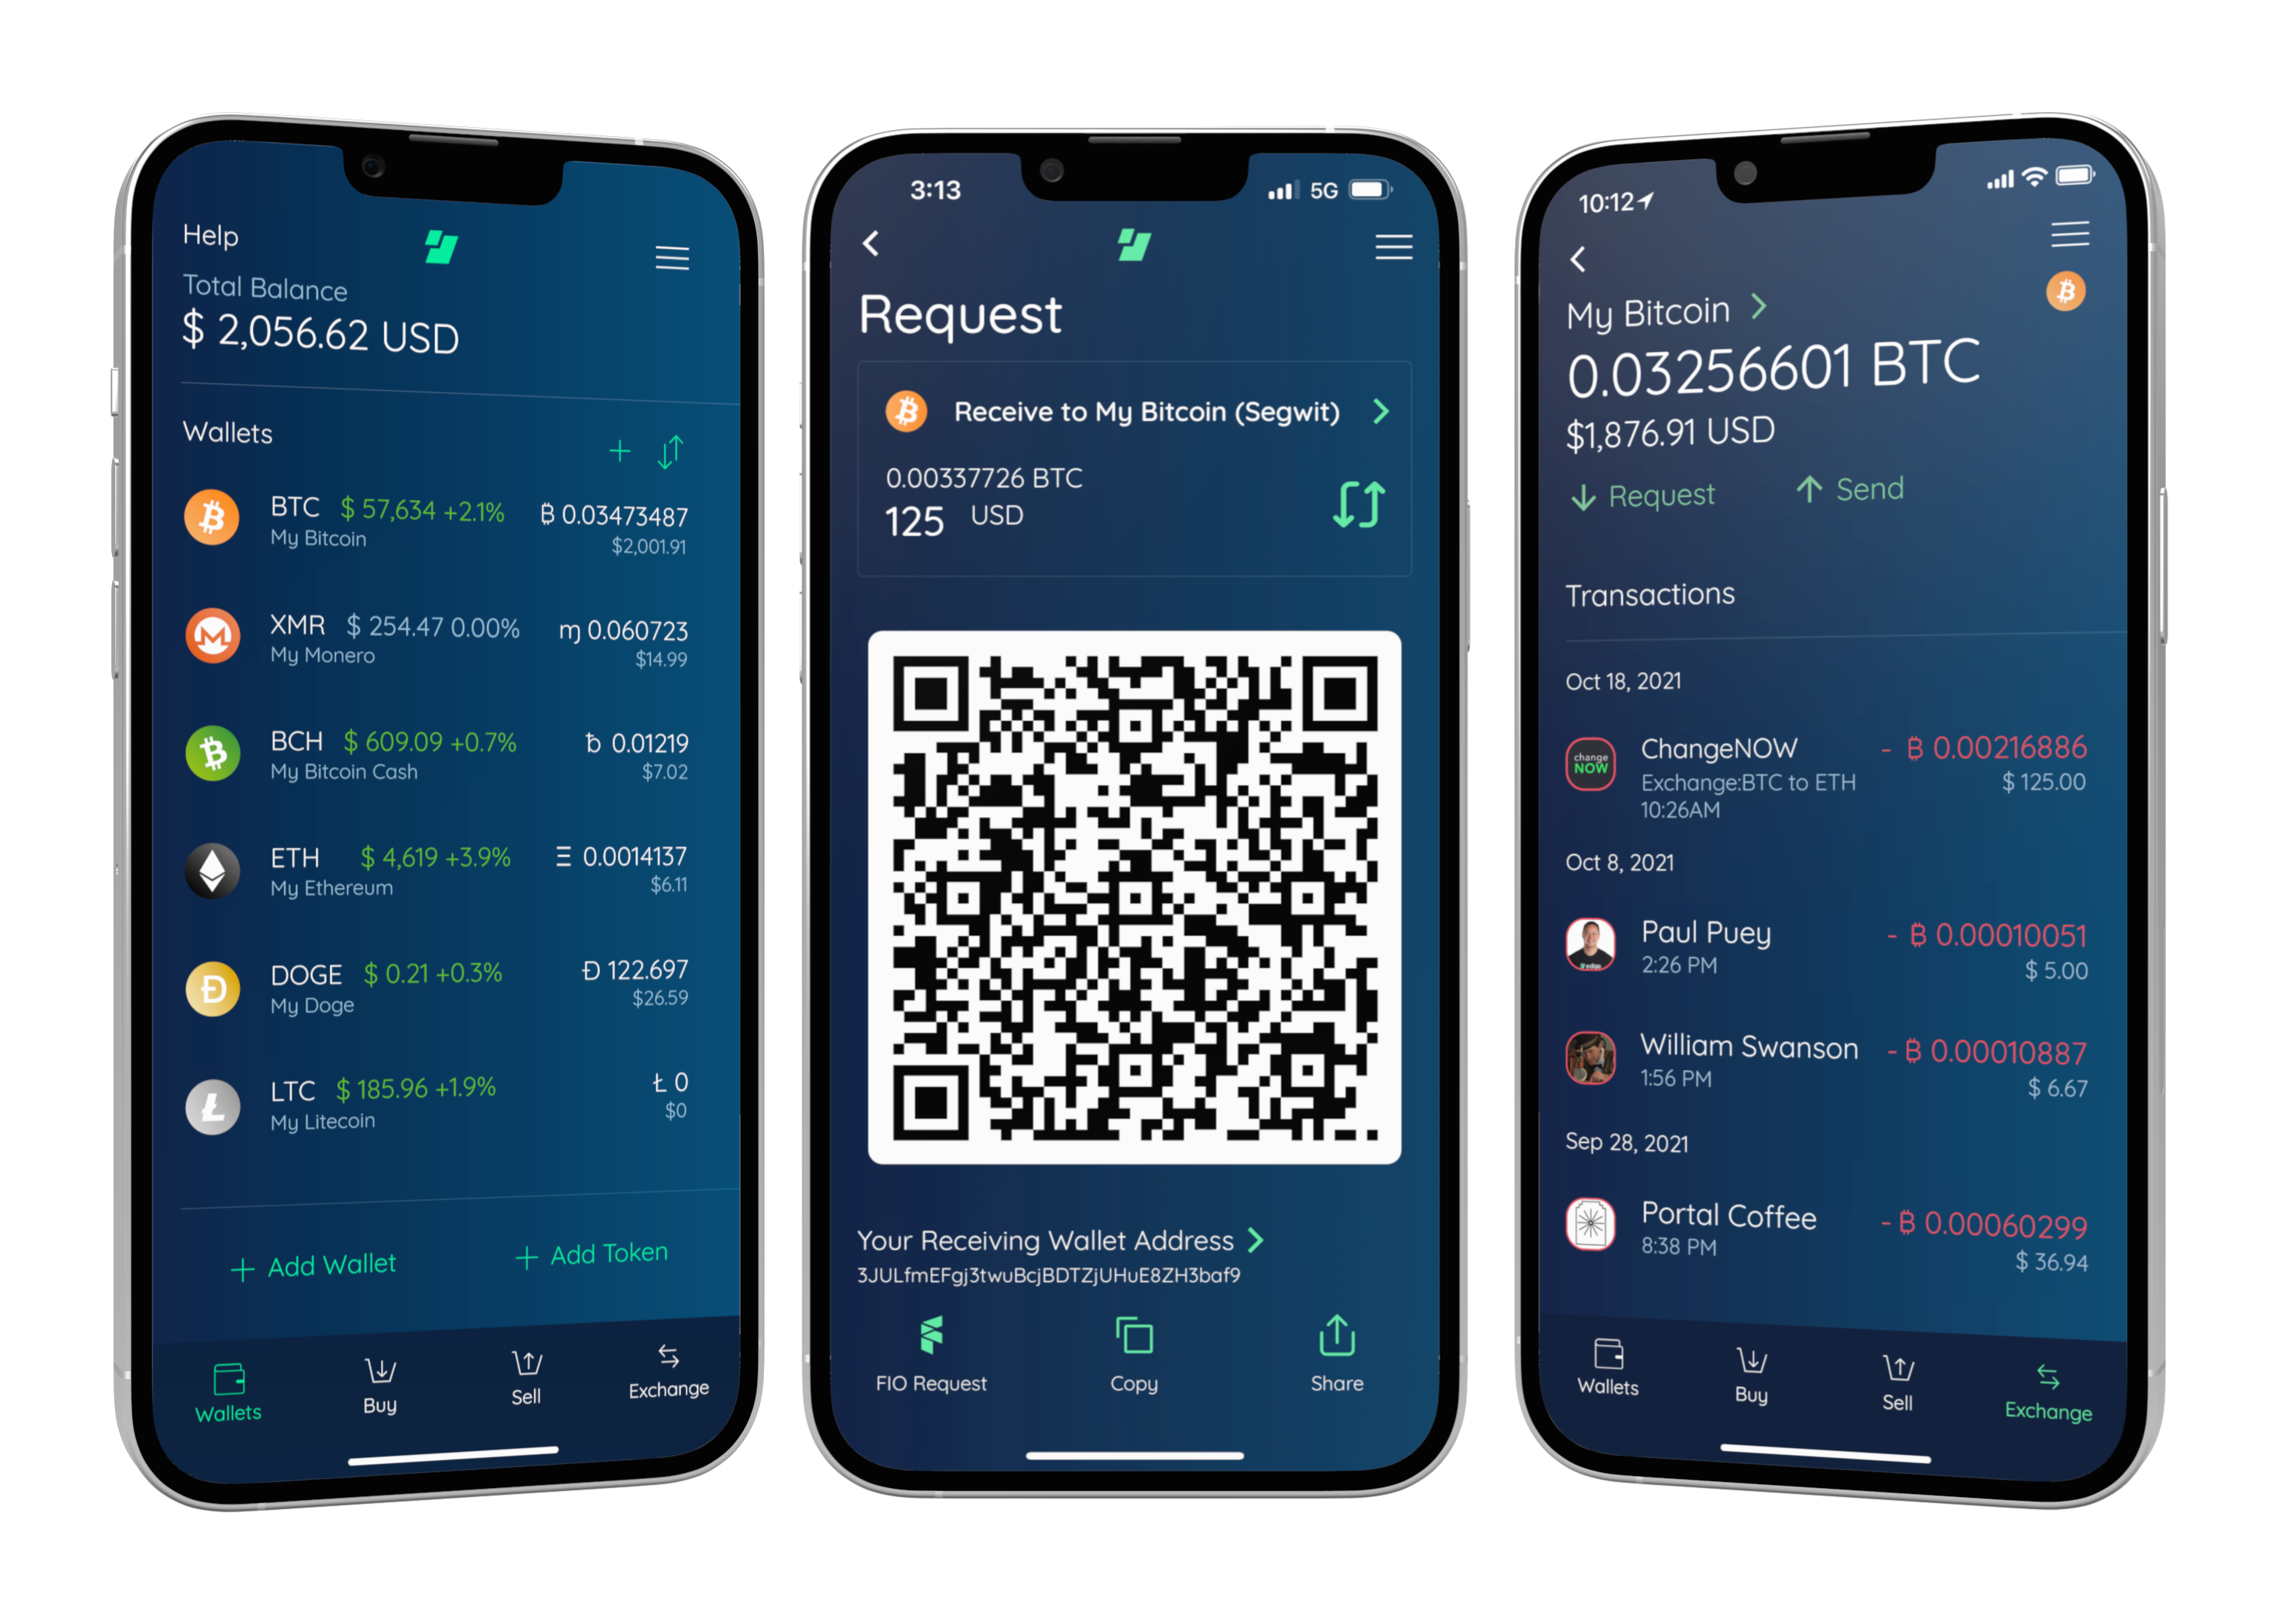 Help
Total Balance
$ 2,056.62 USD
Wallets
BTC $ 57,634 +2.1% ₿ 0.03473487
My Bitcoin $2,001.91
XMR $ 254.47 0.00% ɱ 0.060723
My Monero $14.99
BCH $ 609.09 +0.7% ƀ 0.01219
My Bitcoin Cash $7.02
ETH $ 4,619 +3.9% Ξ 0.0014137
My Ethereum $6.11
DOGE $ 0.21 +0.3% Ð 122.697
My Doge $26.59
LTC $ 185.96 +1.9% Ł 0
My Litecoin $0
+ Add Wallet + Add Token
Wallets Buy Sell Exchange
3:13 5G
Request
Receive to My Bitcoin (Segwit)
0.00337726 BTC
125 USD
Your Receiving Wallet Address
3JULfmEFgj3twuBcjBDTZjUHuE8ZH3baf9
FIO Request Copy Share
10:12
My Bitcoin
0.03256601 BTC
$1,876.91 USD
Request Send
Transactions
Oct 18, 2021
change
NOW
ChangeNOW - ₿ 0.00216886
Exchange:BTC to ETH $ 125.00
10:26AM
Oct 8, 2021
Paul Puey - ₿ 0.00010051
2:26 PM $ 5.00
edge
William Swanson - ₿ 0.00010887
1:56 PM $ 6.67
Sep 28, 2021
Portal Coffee - ₿ 0.00060299
8:38 PM $ 36.94
Wallets Buy Sell Exchange